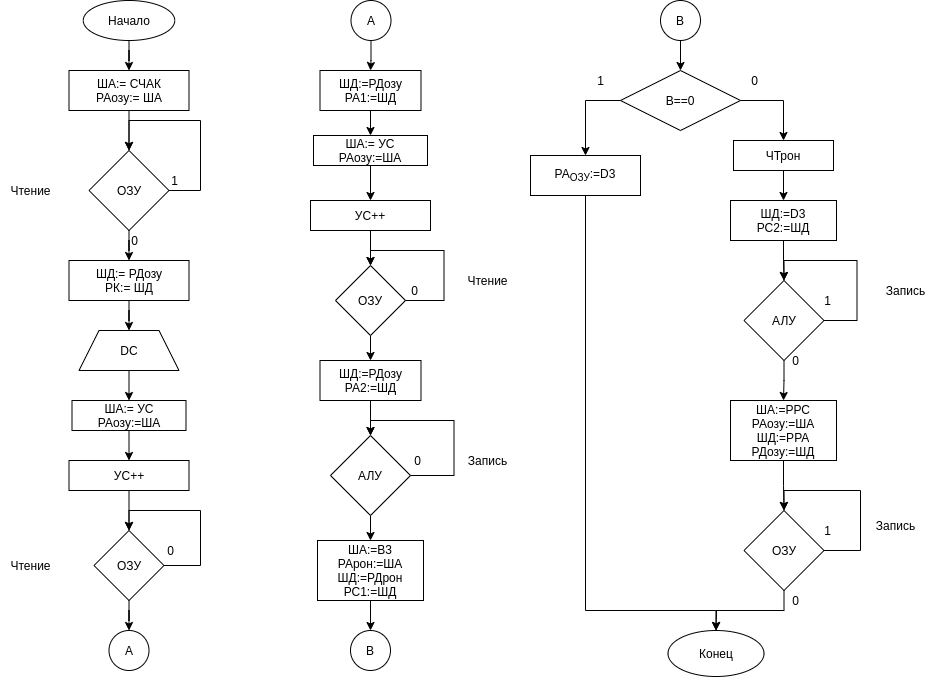 Начало
ША:= СЧАК
РАозу:= ША
ОЗУ
1
Чтение
0
ШД:= РДозу
РК:= ШД
DC
ША:= УС
РАозу:=ША
УС++
ОЗУ
0
Чтение
А
А
ШД:=РДозу
РА1:=ШД
ША:= УС
РАозу:=ША
УС++
ОЗУ
0
Чтение
ШД:=РДозу
РА2:=ШД
АЛУ
0
Запись
ША:=В3
РАрон:=ША
ШД:=РДрон
РС1:=ШД
В
В
1
В==0
0
РАОЗУ:=D3
ЧТрон
ШД:=D3
РС2:=ШД
АЛУ
1
Запись
0
ША:=РРС
РАозу:=ША
ШД:=РРА
РДозу:=ШД
ОЗУ
1
Запись
0
Конец